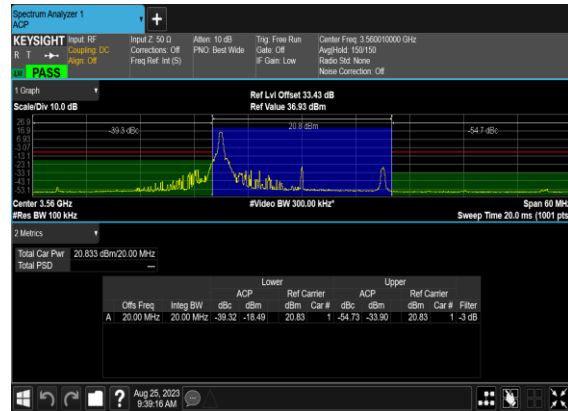 Spectrum Analyzer 1
ACP
KEYSIGHT Input: RF Input Z: 50 Ω Atten: 10 dB Trig: Free Run Center Freq: 3.560010000 GHz
R T Coupling: DC Corrections: Off PNO: Best Wide Gate: Off Avg|Hold: 150/150
Align: Off Freq Ref: Int (S) IF Gain: Low Radio Std: None
LW PASS Noise Correction: Off
1 Graph Ref Lvl Offset 33.43 dB
Scale/Div 10.0 dB Ref Value 36.93 dBm
26.9
16.9 -39.3 dBc 20.8 dBm -54.7 dBc
6.93
-3.07
-13.1
-23.1
-33.1
-43.1
-53.1
Center 3.56 GHz #Video BW 300.00 kHz* Span 60 MHz
#Res BW 100 kHz Sweep Time 20.0 ms (1001 pts)
2 Metrics
Total Car Pwr 20.833 dBm/20.00 MHz
Total PSD ---
Lower Upper
ACP Ref Carrier ACP Ref Carrier
Offs Freq Integ BW dBc dBm dBm Car # dBc dBm dBm Car # Filter
A 20.00 MHz 20.00 MHz -39.32 -18.49 20.83 1 -54.73 -33.90 20.83 1 -3 dB
Aug 25, 2023
9:39:16 AM